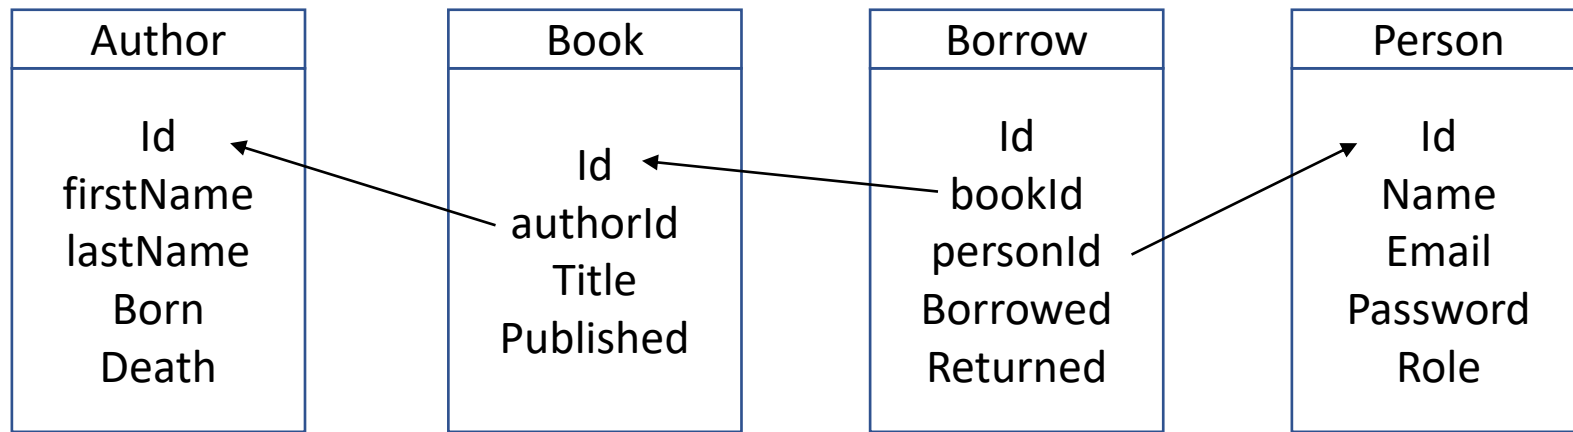 Author
Id
firstName
lastName
Born
Death
Book
Id
authorId
Title
Published
Borrow
Id
bookId
personId
Borrowed
Returned
Person
Id
Name
Email
Password
Role